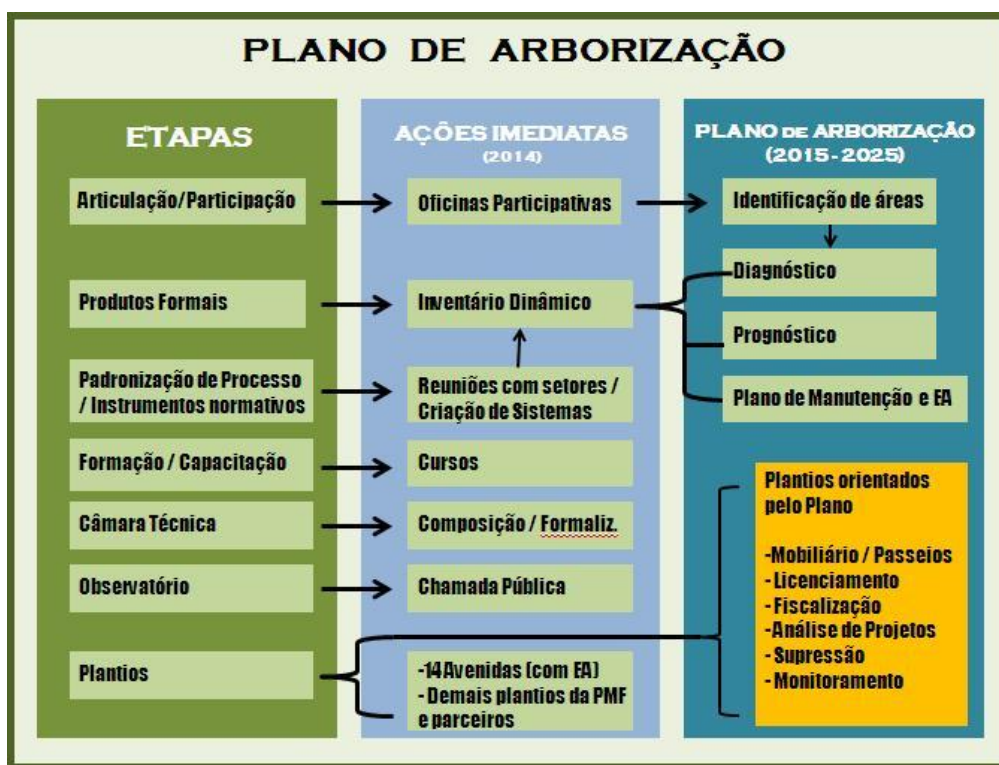 PLANO DE ARBORIZAÇÃO
ETAPAS
Articulação/Participação
Produtos Formais
Padronização de Processo
/ Instrumentos normativos
Formação / Capacitação
Câmara Técnica
Observatório
Plantios
AÇÕES IMEDIATAS
(2014)
Oficinas Participativas
Inventário Dinâmico
Reuniões com setores /
Criação de Sistemas
Cursos
Composição / Formaliz.
Chamada Pública
-14 Avenidas (com EA)
- Demais plantios da PMF
e parceiros
PLANO DE ARBORIZAÇÃO
(2015-2025)
Identificação de áreas
Diagnóstico
Prognóstico
Plano de Manutenção e EA
Plantios orientados
pelo Plano
-Mobiliário / Passeios
- Licenciamento
- Fiscalização
-Análise de Projetos
- Supressão
- Monitoramento